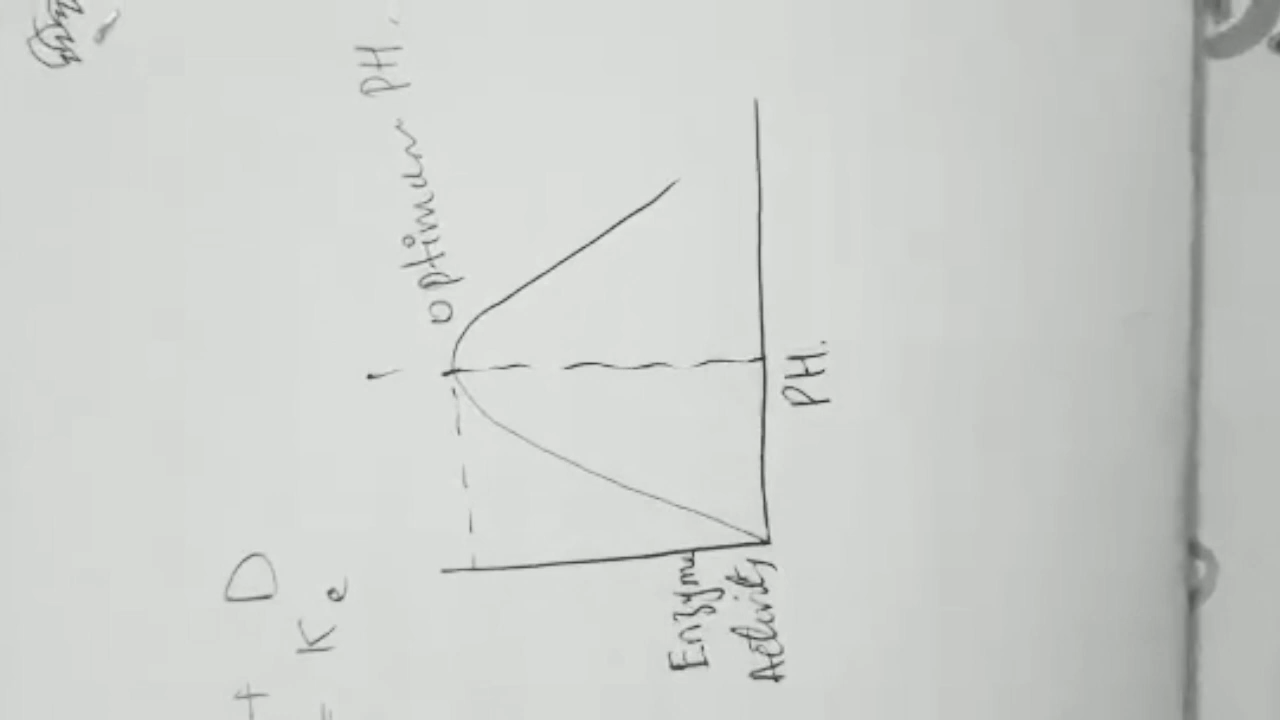 + D
= Ke
optimum PH.
Enzyme
Activity
PH.